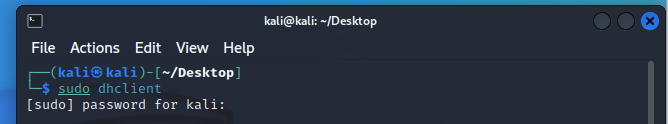 kali@kali: ~/Desktop
File Actions Edit View Help
┌──(kali㉿kali)-[~/Desktop]
└─$ sudo dhclient
[sudo] password for kali: